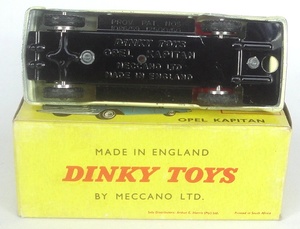 DINKY TOYS
OPEL KAPITAN
MECCANO LTD
MADE IN ENGLAND
OPEL KAPITAN
MADE IN ENGLAND
DINKY TOYS
BY MECCANO LTD.